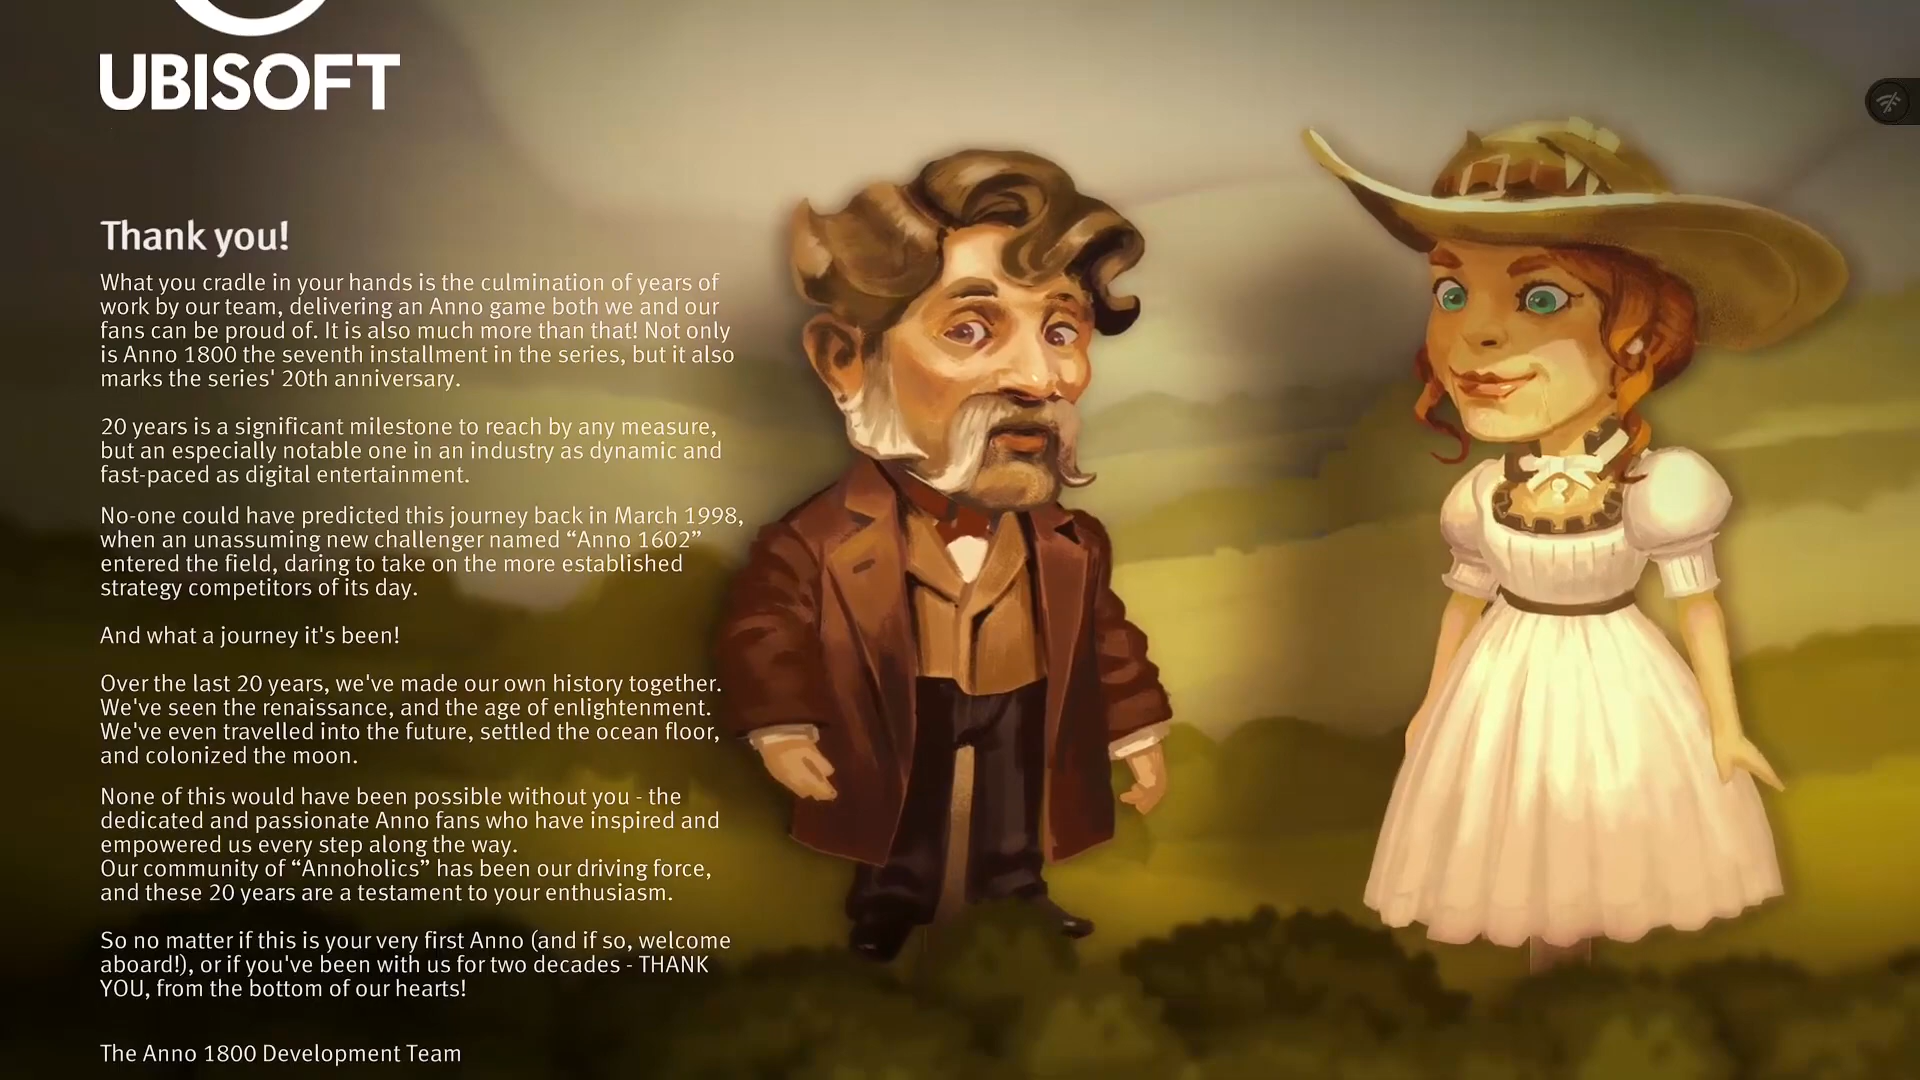 UBISOFT
Thank you!
What you cradle in your hands is the culmination of years of
work by our team, delivering an Anno game both we and our
fans can be proud of. It is also much more than that! Not only
is Anno 1800 the seventh installment in the series, but it also
marks the series' 20th anniversary.
20 years is a significant milestone to reach by any measure,
but an especially notable one in an industry as dynamic and
fast-paced as digital entertainment.
No-one could have predicted this journey back in March 1998,
when an unassuming new challenger named “Anno 1602”
entered the field, daring to take on the more established
strategy competitors of its day.
And what a journey it's been!
Over the last 20 years, we've made our own history together.
We've seen the renaissance, and the age of enlightenment.
We've even travelled into the future, settled the ocean floor,
and colonized the moon.
None of this would have been possible without you - the
dedicated and passionate Anno fans who have inspired and
empowered us every step along the way.
Our community of “Annoholics” has been our driving force,
and these 20 years are a testament to your enthusiasm.
So no matter if this is your very first Anno (and if so, welcome
aboard!), or if you've been with us for two decades - THANK
YOU, from the bottom of our hearts!
The Anno 1800 Development Team